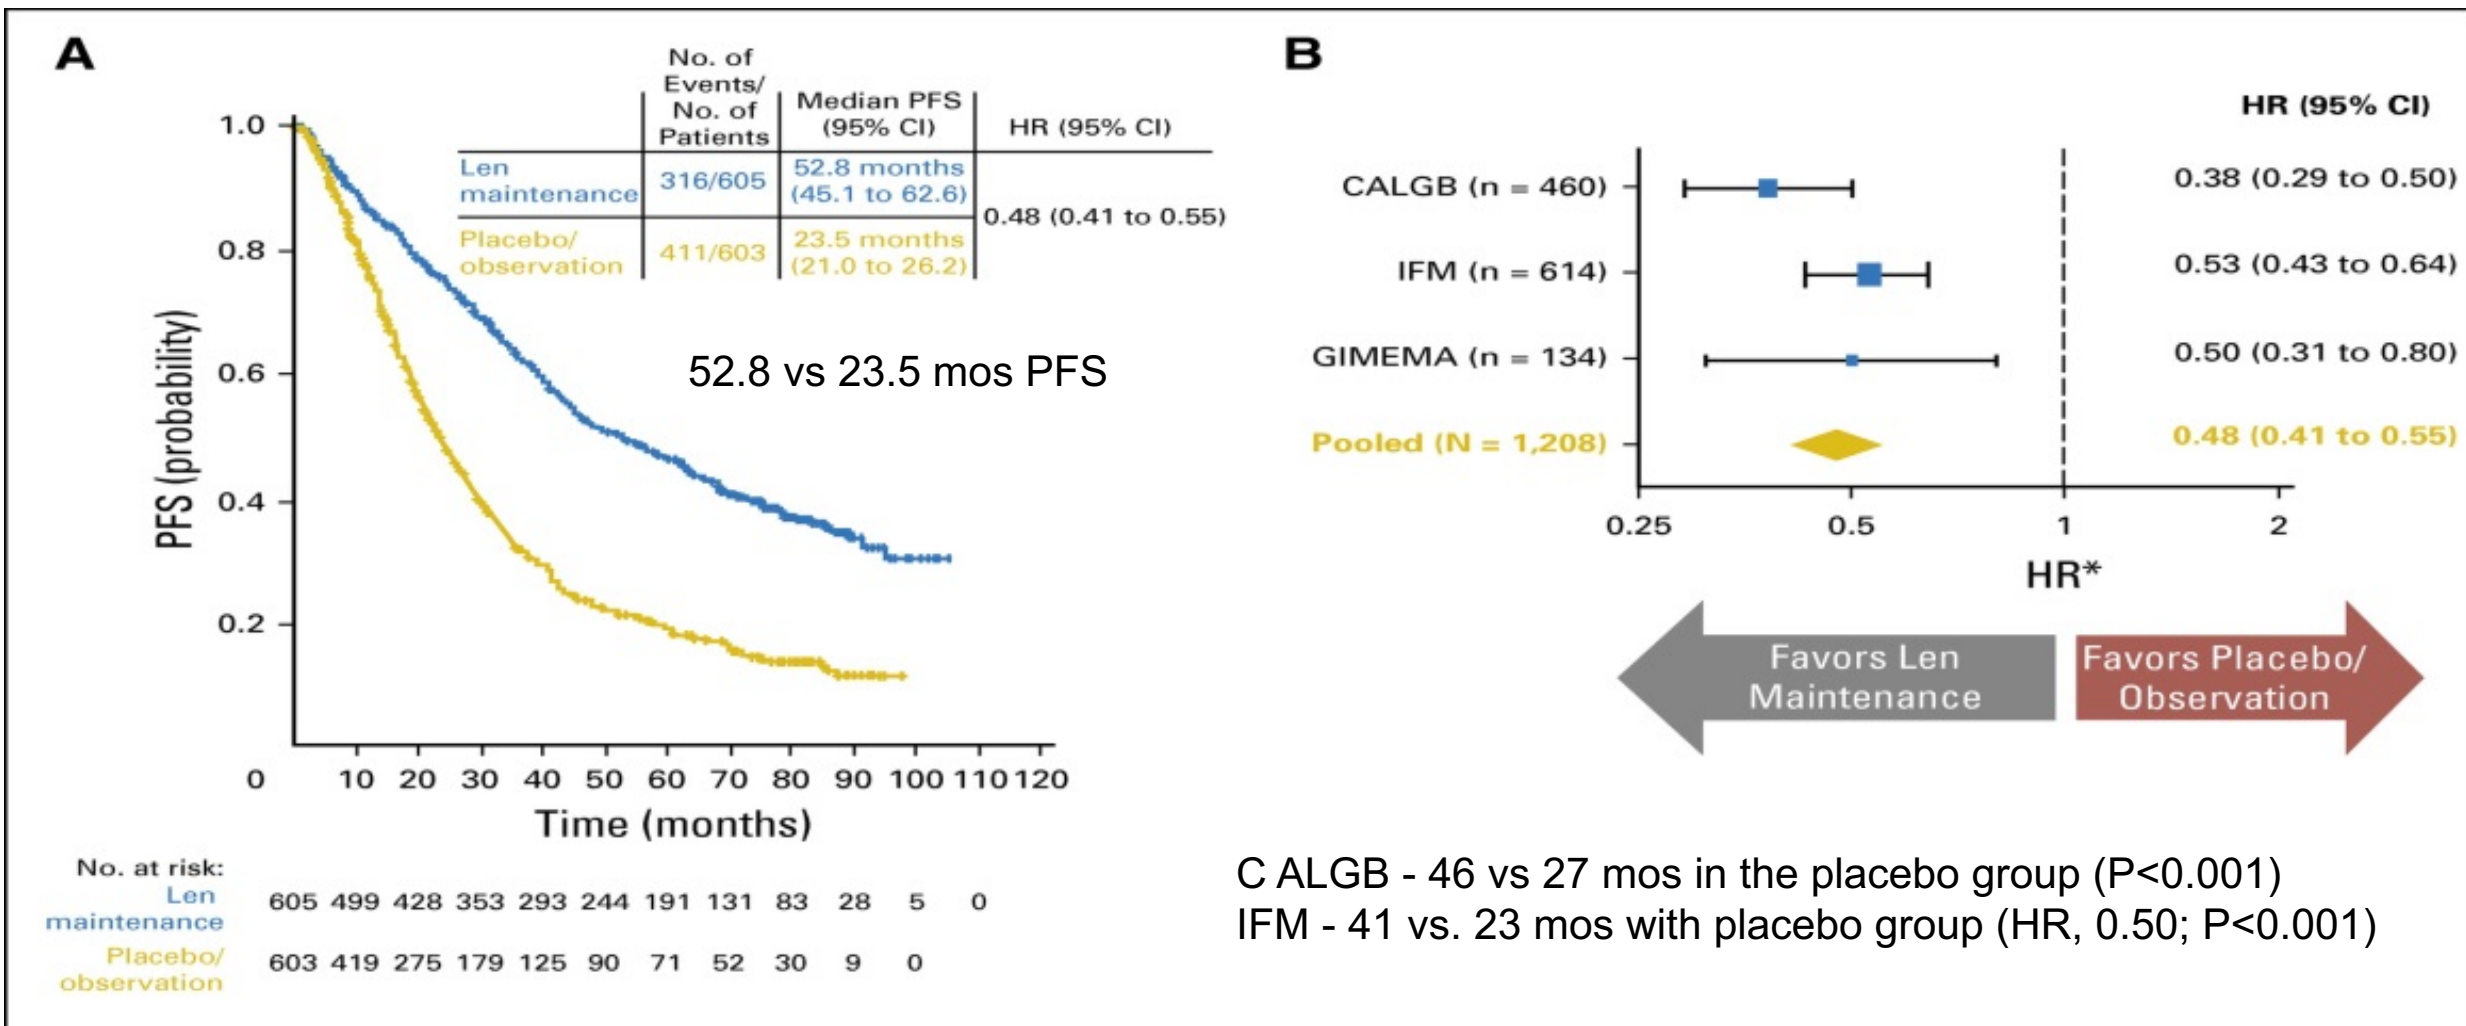 A
No. of
Events/
No. of
Patients
Median PFS
(95% CI)
HR (95% CI)
Len
maintenance
316/605
52.8 months
(45.1 to 62.6)
0.48 (0.41 to 0.55)
Placebo/
observation
411/603
23.5 months
(21.0 to 26.2)
52.8 vs 23.5 mos PFS
PFS (probability)
1.0
0.8
0.6
0.4
0.2
0 10 20 30 40 50 60 70 80 90 100 110 120
Time (months)
No. at risk:
Len
maintenance
605 499 428 353 293 244 191 131 83 28 5 0
Placebo/
observation
603 419 275 179 125 90 71 52 30 9 0
B
HR (95% CI)
CALGB (n = 460) 0.38 (0.29 to 0.50)
IFM (n = 614) 0.53 (0.43 to 0.64)
GIMEMA (n = 134) 0.50 (0.31 to 0.80)
Pooled (N = 1,208) 0.48 (0.41 to 0.55)
0.25 0.5 1 2
HR*
Favors Len
Maintenance
Favors Placebo/
Observation
C ALGB - 46 vs 27 mos in the placebo group (P<0.001)
IFM - 41 vs. 23 mos with placebo group (HR, 0.50; P<0.001)